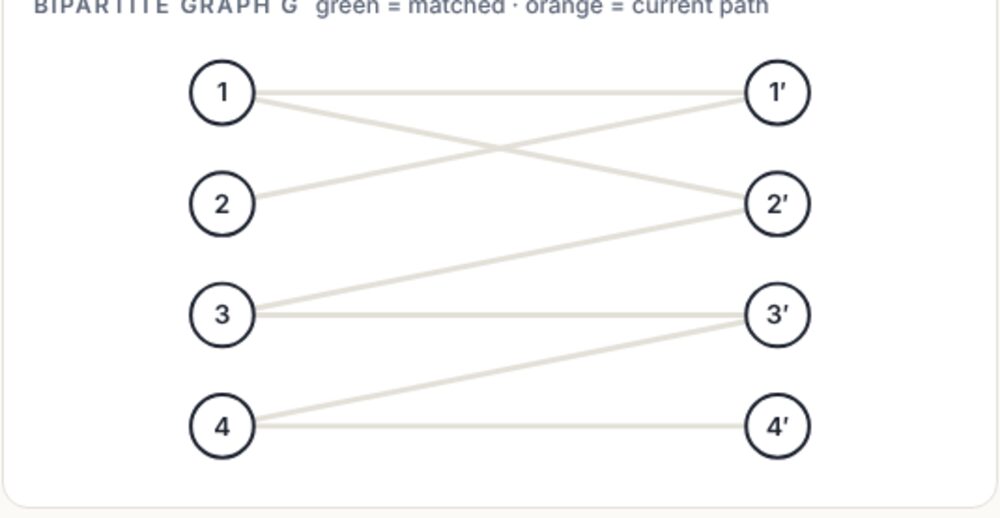 BIPARTITE GRAPH G green = matched · orange = current path
1 1′
2 2′
3 3′
4 4′